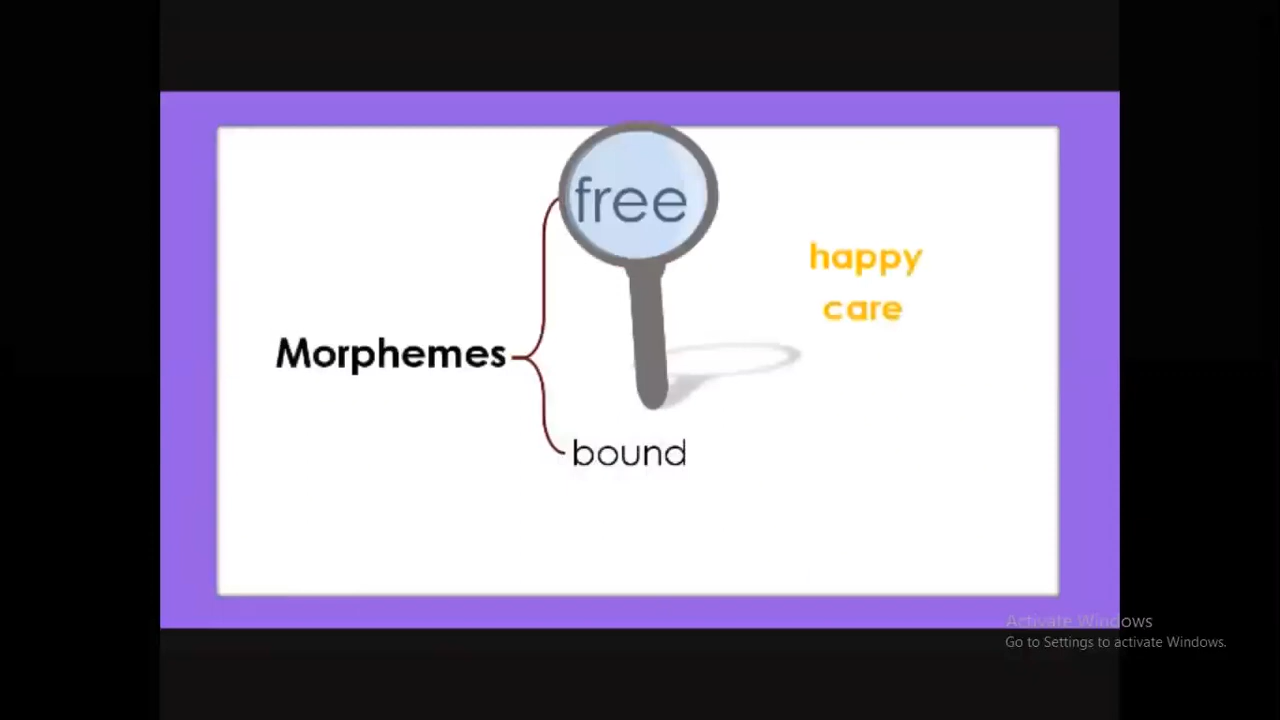 free
happy
care
Morphemes
bound
Activate Windows
Go to Settings to activate Windows.